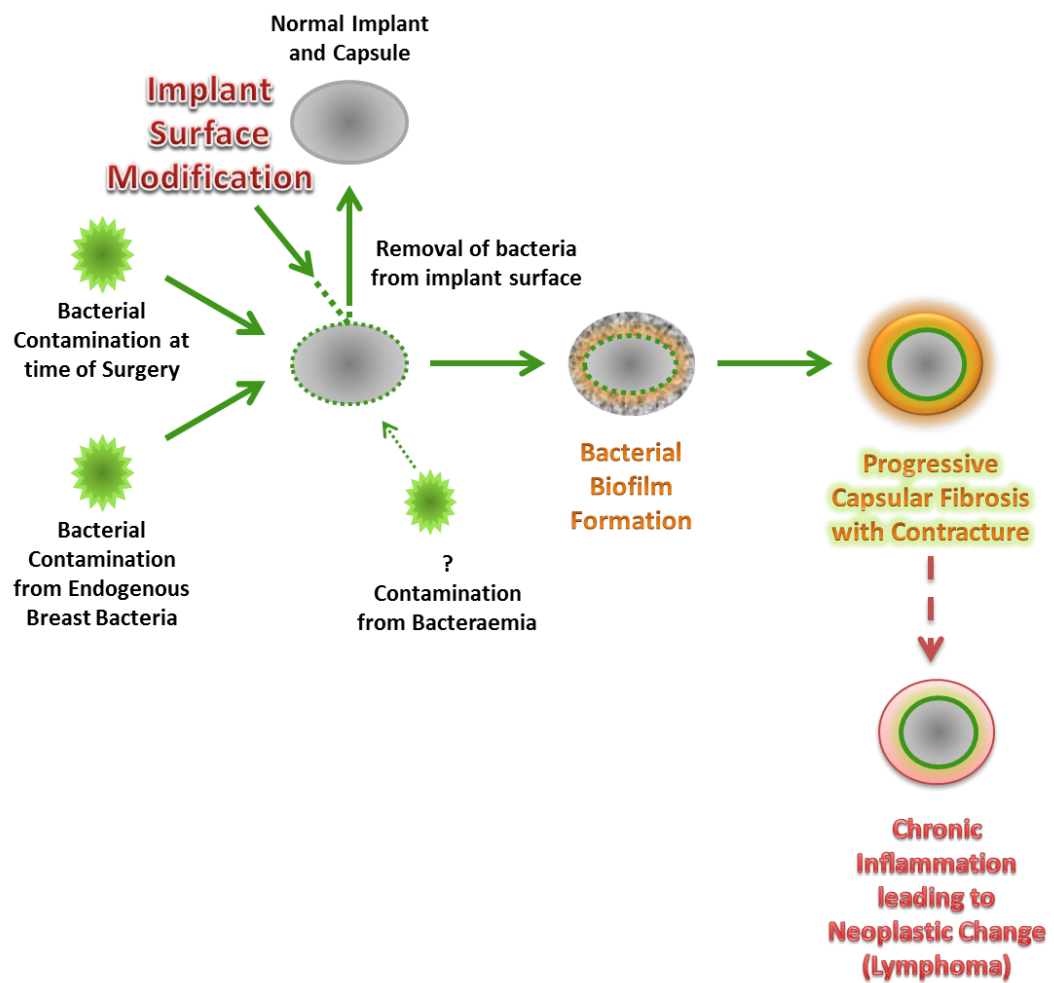 Normal Implant
and Capsule
Implant
Surface
Modification
Removal of bacteria
from implant surface
Bacterial
Contamination at
time of Surgery
Bacterial
Contamination
from Endogenous
Breast Bacteria
?
Contamination
from Bacteraemia
Bacterial
Biofilm
Formation
Progressive
Capsular Fibrosis
with Contracture
Chronic
Inflammation
leading to
Neoplastic Change
(Lymphoma)